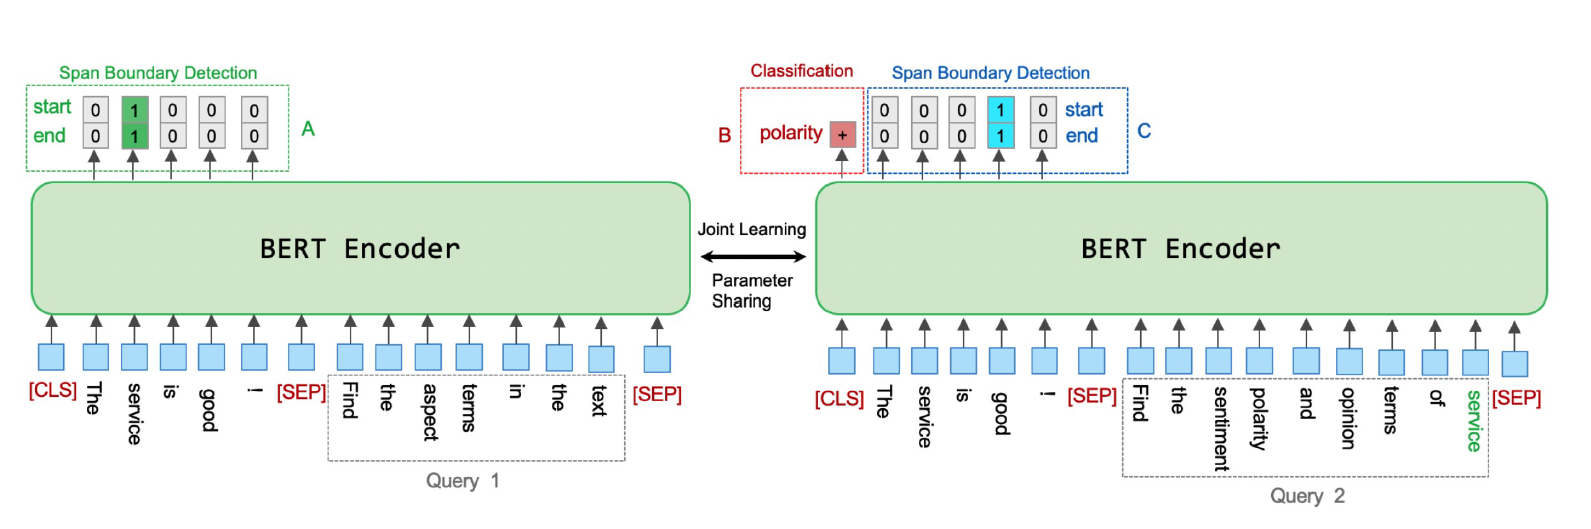 Span Boundary Detection
start 0 1 0 0 0
end 0 1 0 0 0
A
BERT Encoder
[CLS] The service is good ! [SEP] Find the aspect terms in the text [SEP]
Query 1
Joint Learning
Parameter
Sharing
Classification
B
polarity +
Span Boundary Detection
0 0 0 1 0 start
0 0 0 1 0 end
C
BERT Encoder
[CLS] The service is good ! [SEP] Find the sentiment polarity and opinion terms of service [SEP]
Query 2